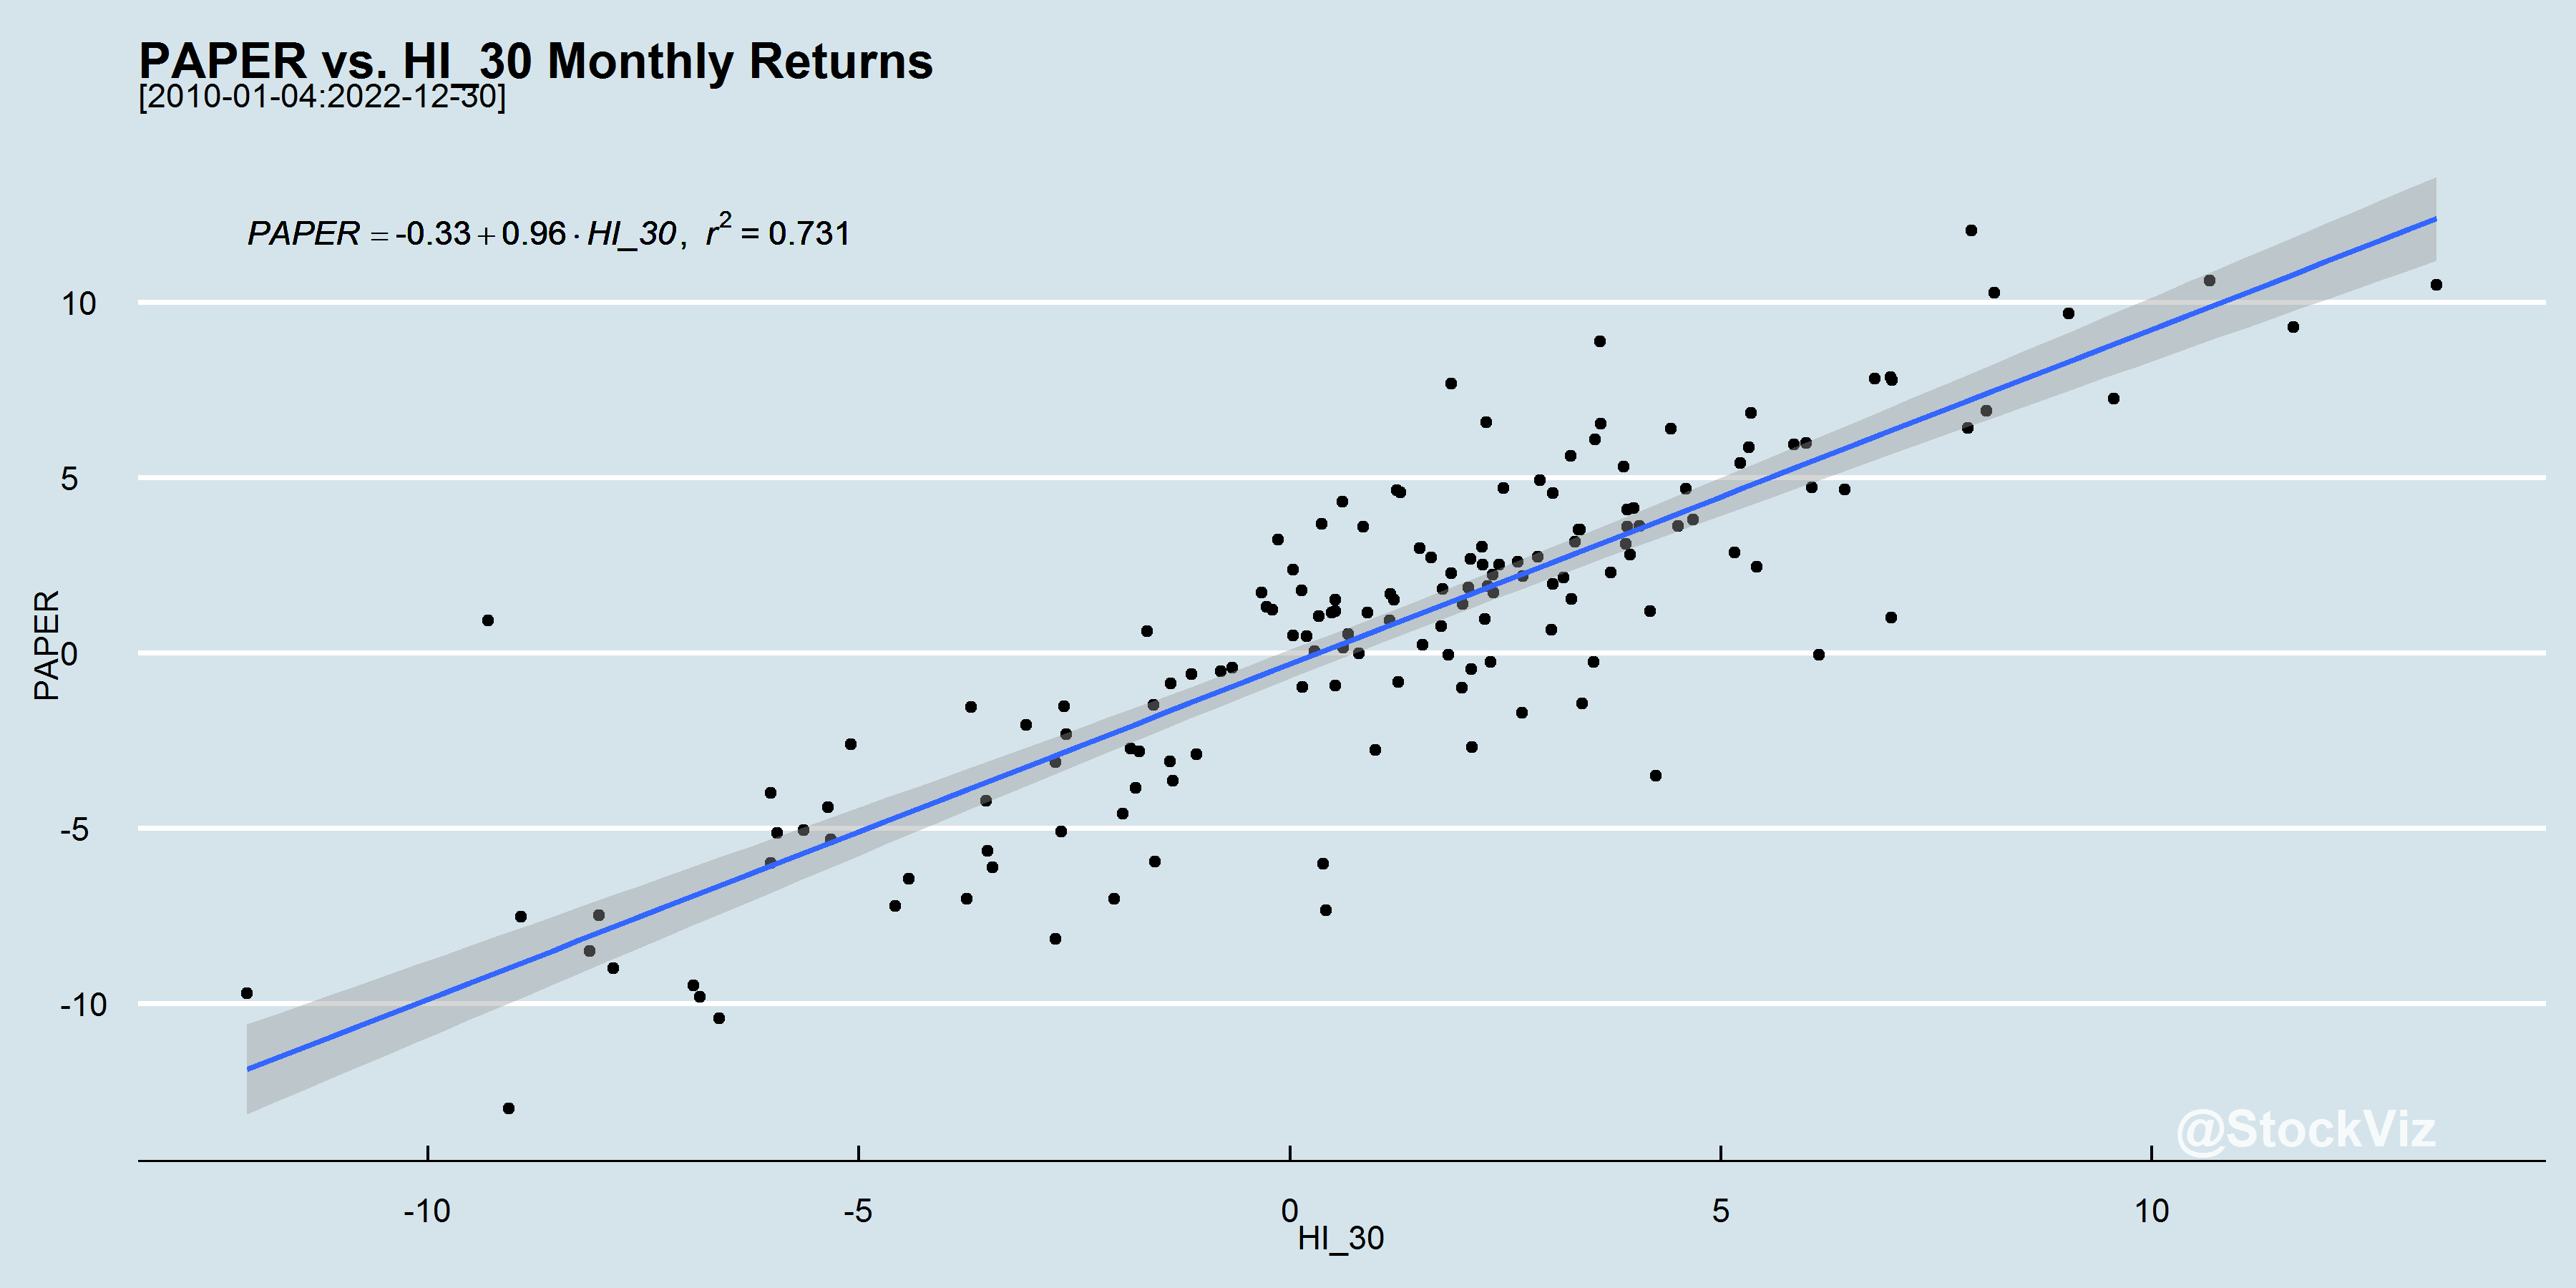 PAPER vs. HI_30 Monthly Returns
[2010-01-04:2022-12-30]
PAPER = -0.33 + 0.96 · HI_30, r² = 0.731
10
5
0
-5
-10
PAPER
@StockViz
-10 -5 0 5 10
HI_30